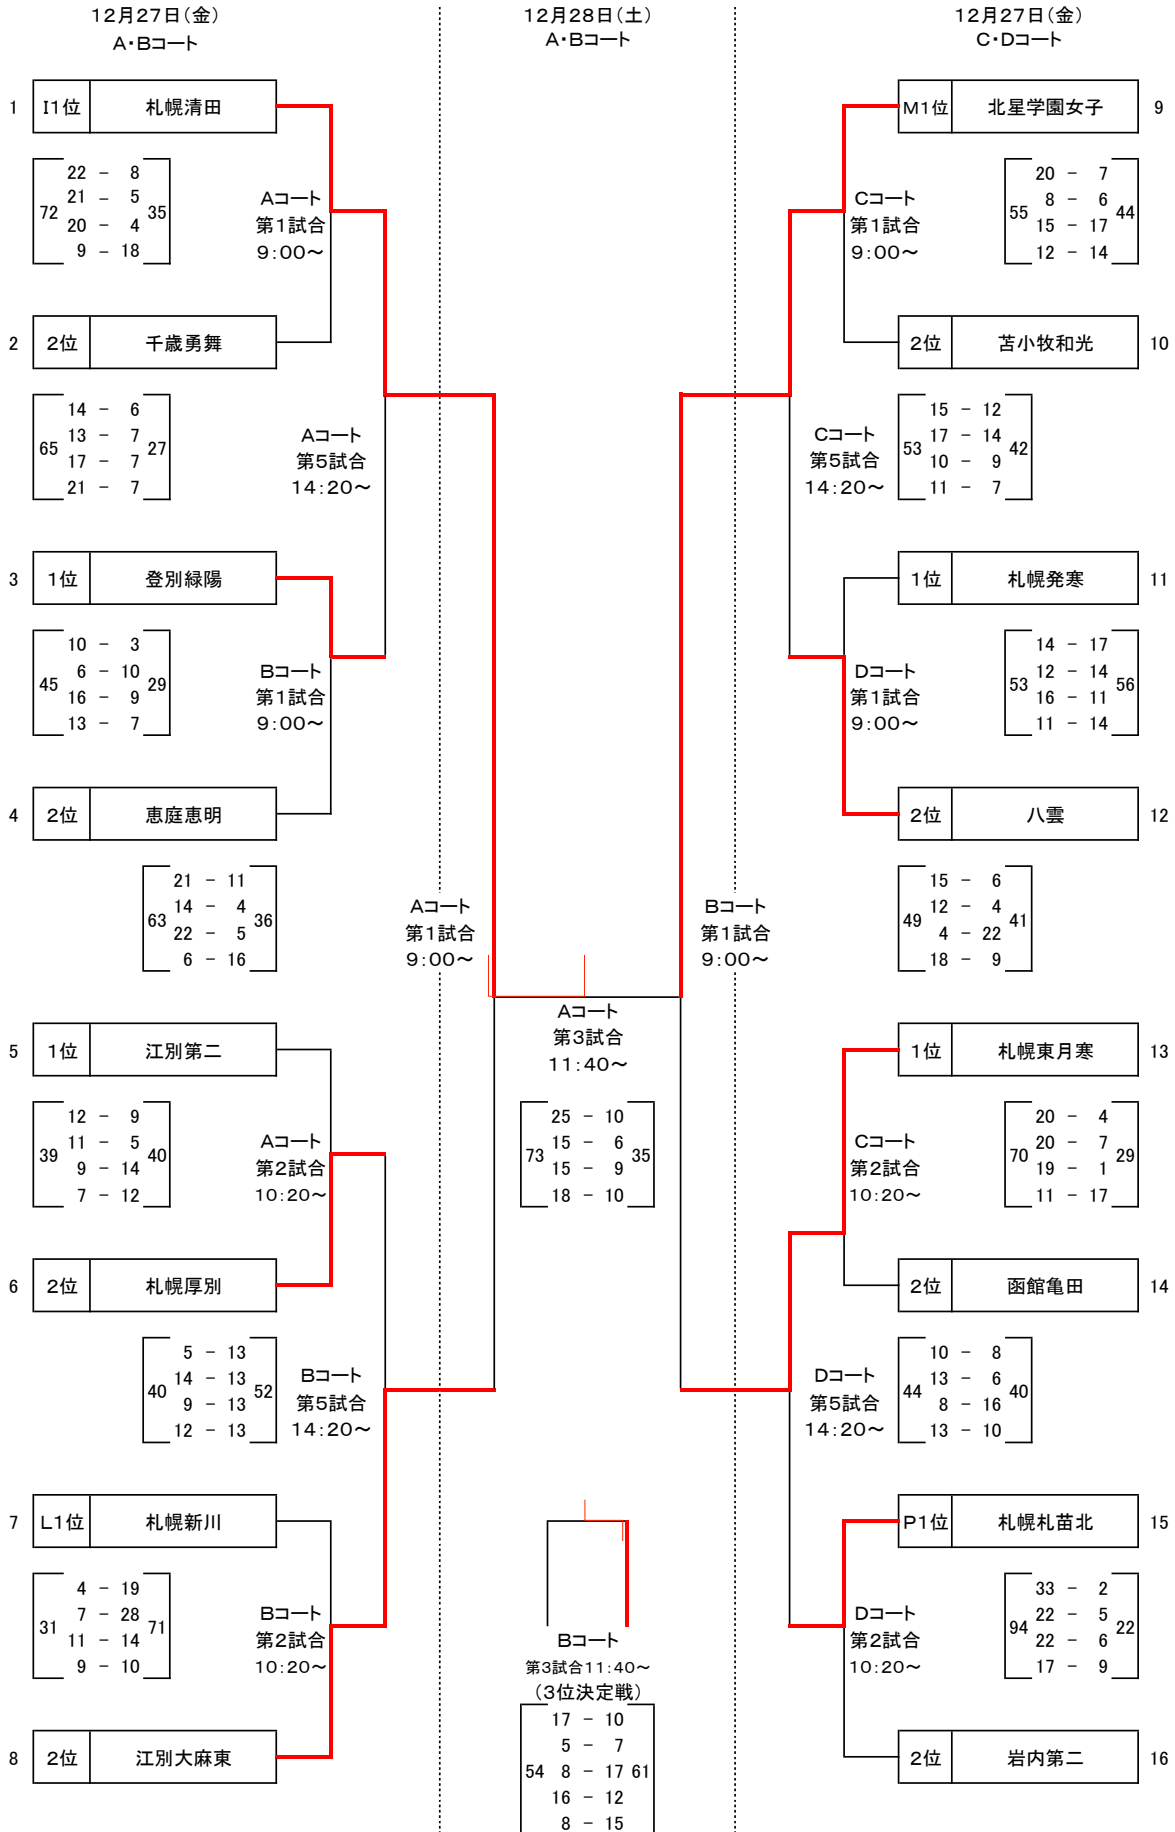 12月27日(金)
A・Bコート
12月28日(土)
A・Bコート
12月27日(金)
C・Dコート
1 I1位 札幌清田
22 － 8
21 － 5
72 35
20 － 4
9 － 18
Aコート
第1試合
9:00～
2 2位 千歳勇舞
14 － 6
13 － 7
65 27
17 － 7
21 － 7
Aコート
第5試合
14:20～
3 1位 登別緑陽
10 － 3
6 － 10
45 29
16 － 9
13 － 7
Bコート
第1試合
9:00～
4 2位 恵庭恵明
21 － 11
14 － 4
63 36
22 － 5
6 － 16
Aコート
第1試合
9:00～
5 1位 江別第二
12 － 9
11 － 5
39 40
9 － 14
7 － 12
Aコート
第2試合
10:20～
6 2位 札幌厚別
5 － 13
14 － 13
40 52
9 － 13
12 － 13
Bコート
第5試合
14:20～
7 L1位 札幌新川
4 － 19
7 － 28
31 71
11 － 14
9 － 10
Bコート
第2試合
10:20～
8 2位 江別大麻東
Aコート
第3試合
11:40～
25 － 10
15 － 6
73 35
15 － 9
18 － 10
Bコート
第3試合11:40～
(3位決定戦)
17 － 10
5 － 7
54 8 － 17 61
16 － 12
8 － 15
M1位 北星学園女子 9
Cコート
第1試合
9:00～
20 － 7
8 － 6
55 44
15 － 17
12 － 14
2位 苫小牧和光 10
Cコート
第5試合
14:20～
15 － 12
17 － 14
53 42
10 － 9
11 － 7
1位 札幌発寒 11
Dコート
第1試合
9:00～
14 － 17
12 － 14
53 56
16 － 11
11 － 14
2位 八雲 12
Bコート
第1試合
9:00～
15 － 6
12 － 4
49 41
4 － 22
18 － 9
1位 札幌東月寒 13
Cコート
第2試合
10:20～
20 － 4
20 － 7
70 29
19 － 1
11 － 17
2位 函館亀田 14
Dコート
第5試合
14:20～
10 － 8
13 － 6
44 40
8 － 16
13 － 10
P1位 札幌札苗北 15
Dコート
第2試合
10:20～
33 － 2
22 － 5
94 22
22 － 6
17 － 9
2位 岩内第二 16